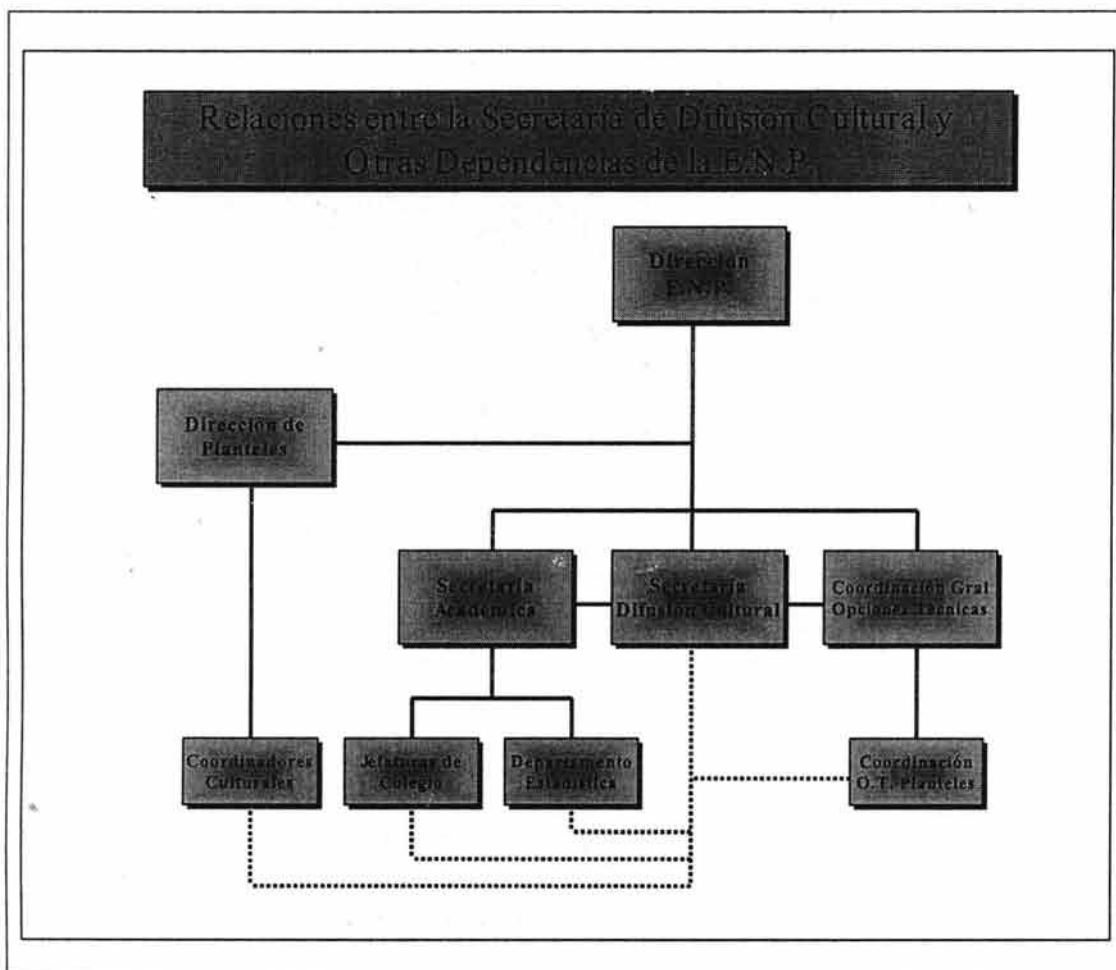 Relaciones entre la Secretaría de Difusión Cultural y
Otras Dependencias de la E.N.P.
Dirección
E.N.P.
Dirección de
Planteles
Secretaría
Académica
Secretaría
Difusión Cultural
Coordinación Gral
Opciones Técnicas
Coordinadores
Culturales
Jefaturas de
Colegio
Departamento
Estadística
Coordinación
O.T.-Planteles